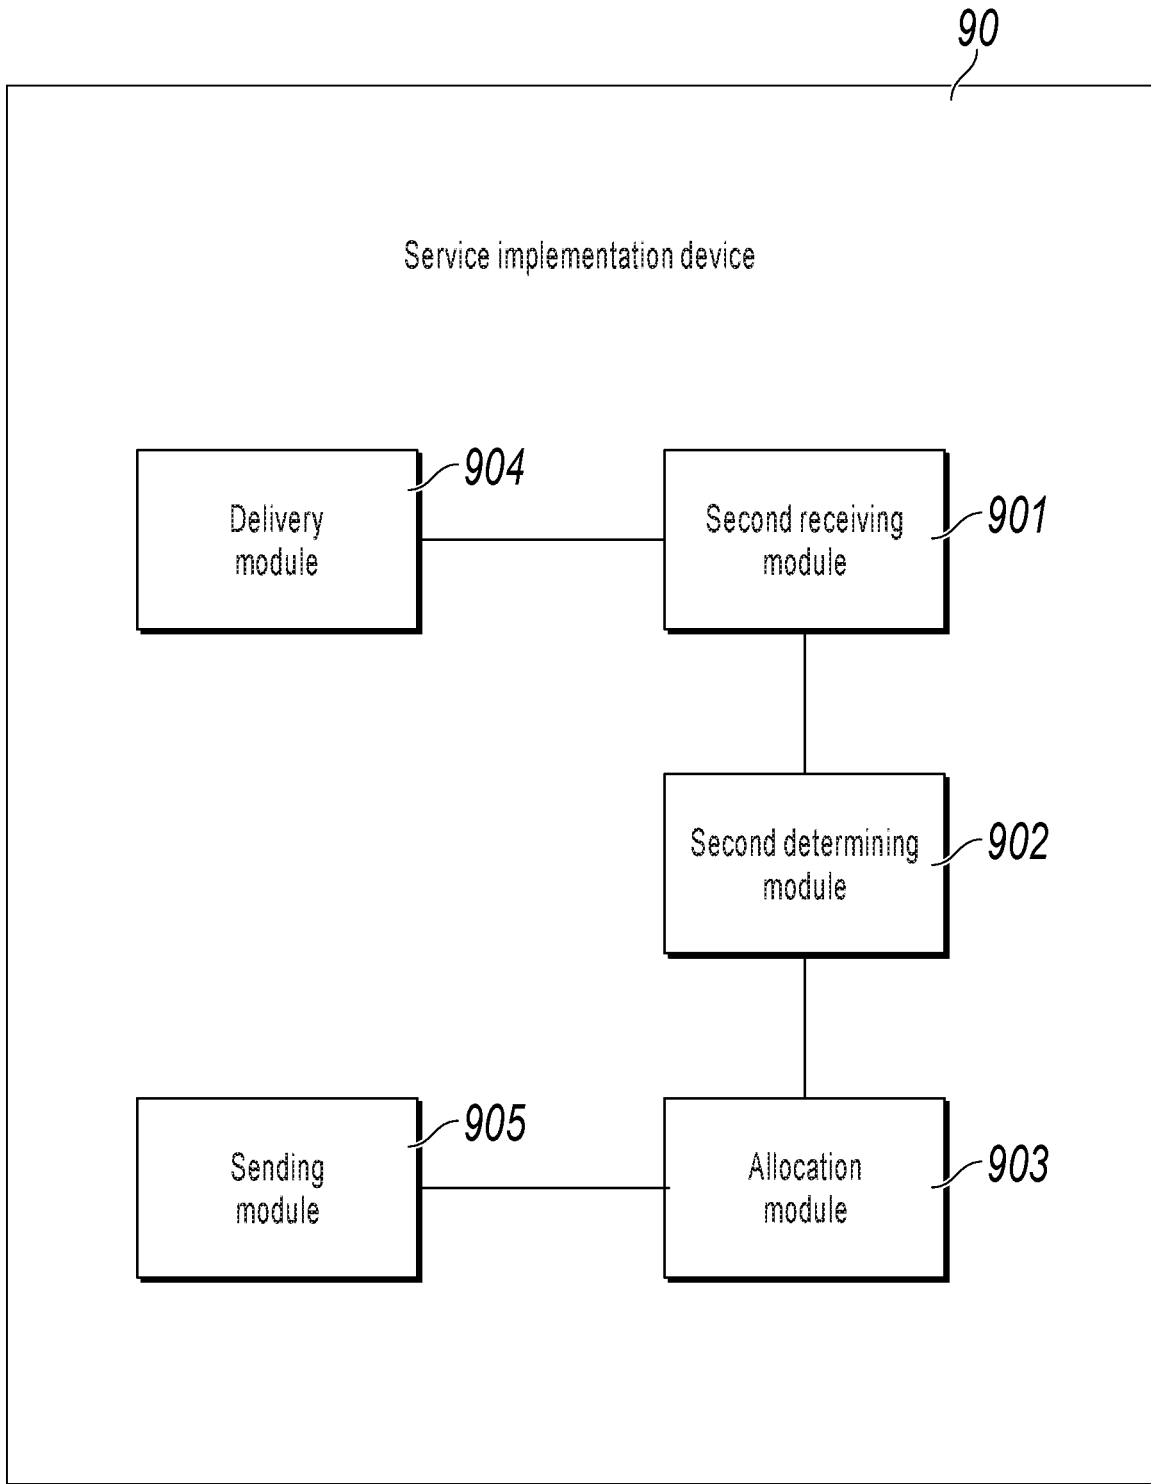 90
Service implementation device
904
Delivery
module
Second receiving
module
901
Second determining
module
902
905
Sending
module
Allocation
module
903